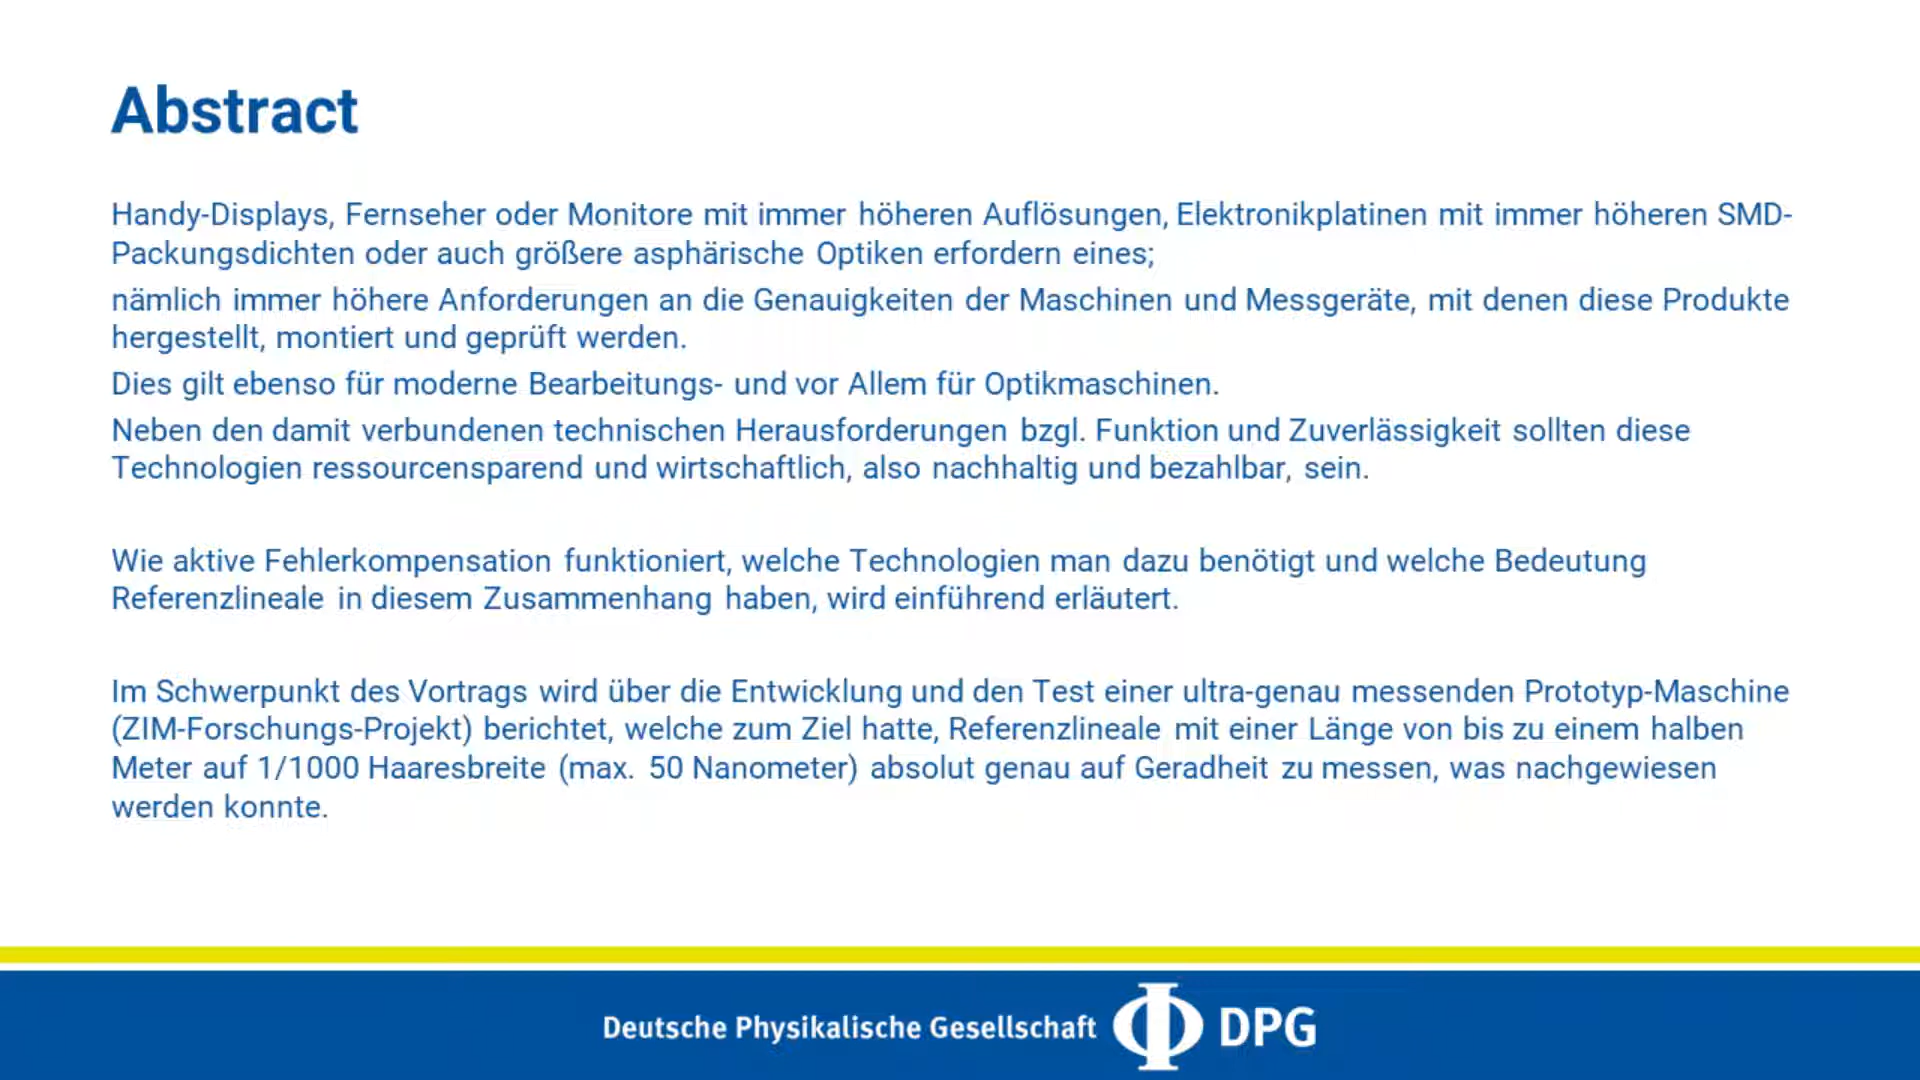 Abstract
Handy-Displays, Fernseher oder Monitore mit immer höheren Auflösungen, Elektronikplatinen mit immer höheren SMD-
Packungsdichten oder auch größere asphärische Optiken erfordern eines;
nämlich immer höhere Anforderungen an die Genauigkeiten der Maschinen und Messgeräte, mit denen diese Produkte
hergestellt, montiert und geprüft werden.
Dies gilt ebenso für moderne Bearbeitungs- und vor Allem für Optikmaschinen.
Neben den damit verbundenen technischen Herausforderungen bzgl. Funktion und Zuverlässigkeit sollten diese
Technologien ressourcensparend und wirtschaftlich, also nachhaltig und bezahlbar, sein.
Wie aktive Fehlerkompensation funktioniert, welche Technologien man dazu benötigt und welche Bedeutung
Referenzlineale in diesem Zusammenhang haben, wird einführend erläutert.
Im Schwerpunkt des Vortrags wird über die Entwicklung und den Test einer ultra-genau messenden Prototyp-Maschine
(ZIM-Forschungs-Projekt) berichtet, welche zum Ziel hatte, Referenzlineale mit einer Länge von bis zu einem halben
Meter auf 1/1000 Haaresbreite (max. 50 Nanometer) absolut genau auf Geradheit zu messen, was nachgewiesen
werden konnte.
Deutsche Physikalische Gesellschaft DPG